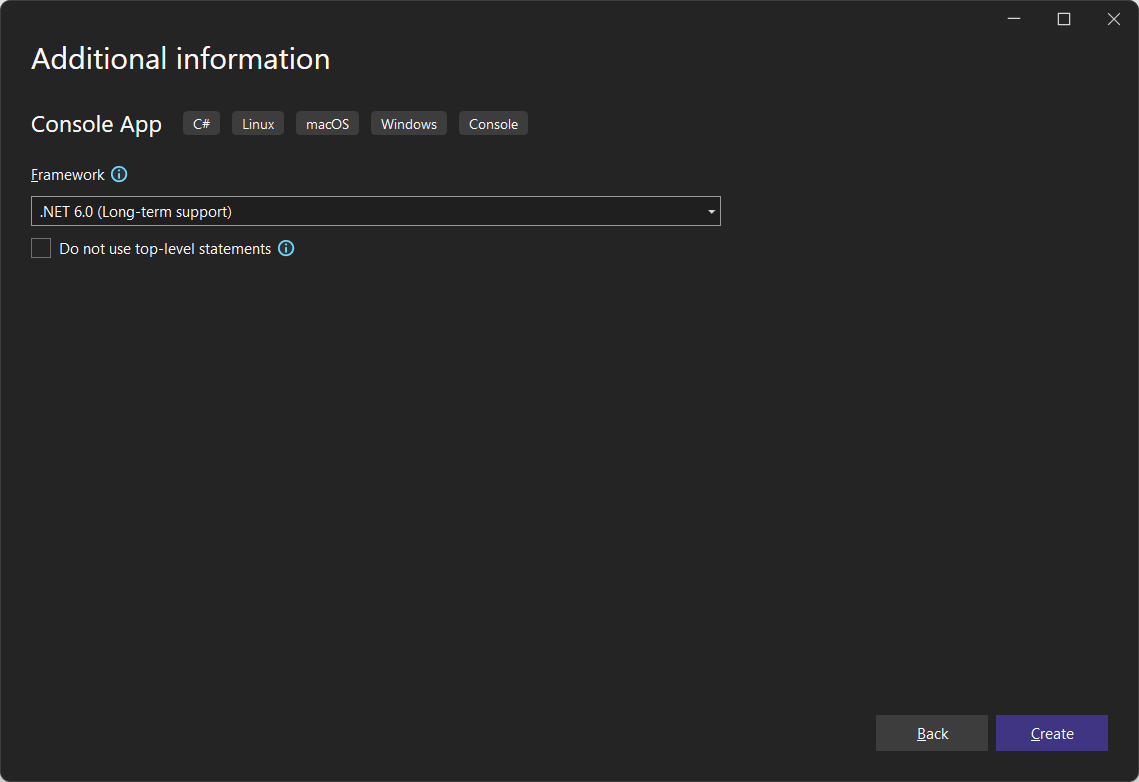 Additional information
Console App C# Linux macOS Windows Console
Framework
.NET 6.0 (Long-term support)
Do not use top-level statements
Back Create